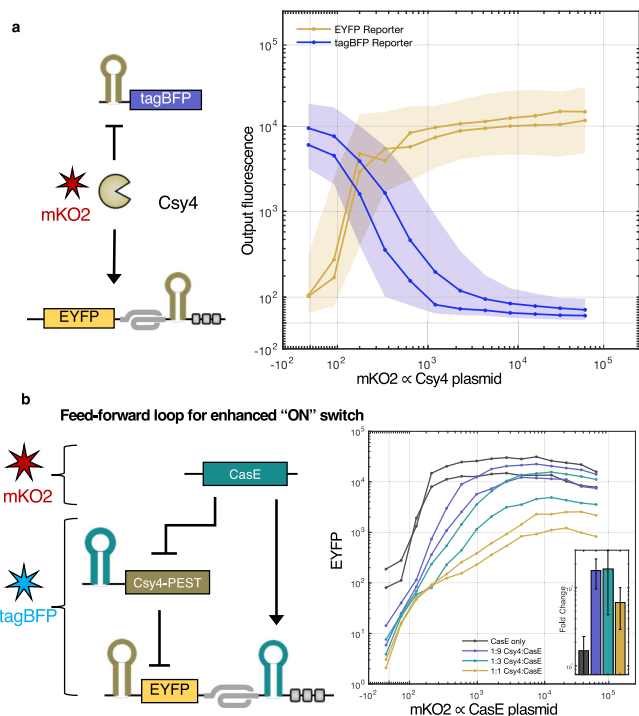 a
tagBFP
mKO2
Csy4
EYFP
EYFP Reporter
tagBFP Reporter
Output fluorescence
10^5
10^4
10^3
10^2
-10^2
-10^2
10^2
10^3
10^4
10^5
mKO2 ∝ Csy4 plasmid
b
Feed-forward loop for enhanced “ON” switch
mKO2
CasE
tagBFP
Csy4-PEST
EYFP
EYFP
10^5
10^4
10^3
10^2
10^1
10^0
CasE only
1:9 Csy4:CasE
1:3 Csy4:CasE
1:1 Csy4:CasE
Fold Change
-10^2
10^2
10^3
10^4
10^5
mKO2 ∝ CasE plasmid